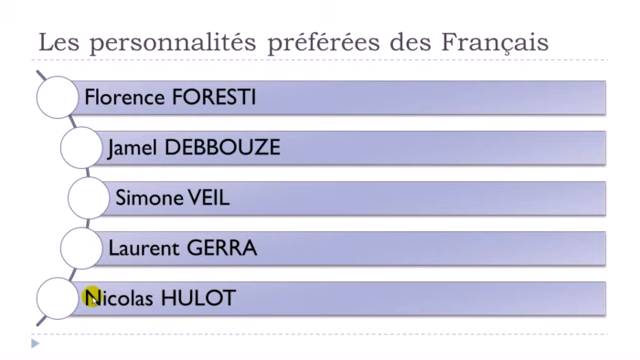 Les personnalités préférées des Français
Florence FORESTI
Jamel DEBBOUZE
Simone VEIL
Laurent GERRA
Nicolas HULOT